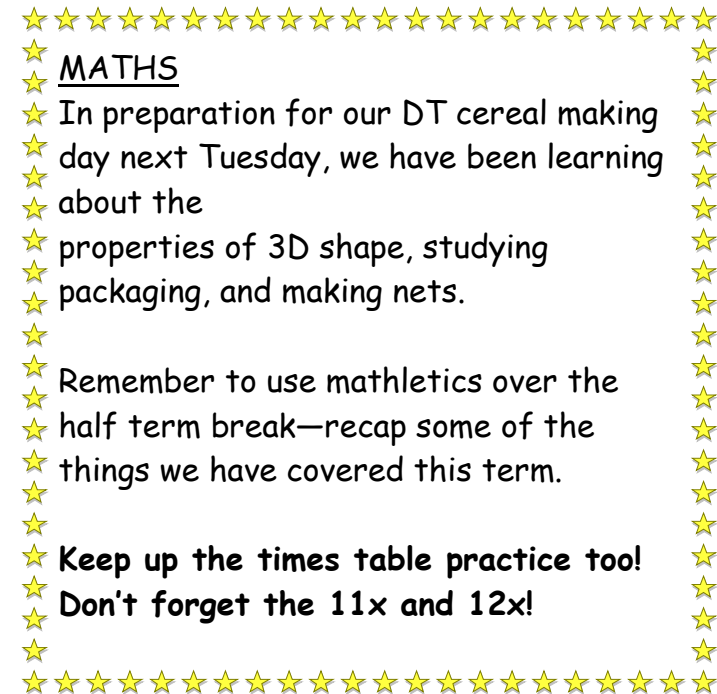 MATHS
In preparation for our DT cereal making
day next Tuesday, we have been learning
about the
properties of 3D shape, studying
packaging, and making nets.
Remember to use mathletics over the
half term break—recap some of the
things we have covered this term.
Keep up the times table practice too!
Don't forget the 11x and 12x!